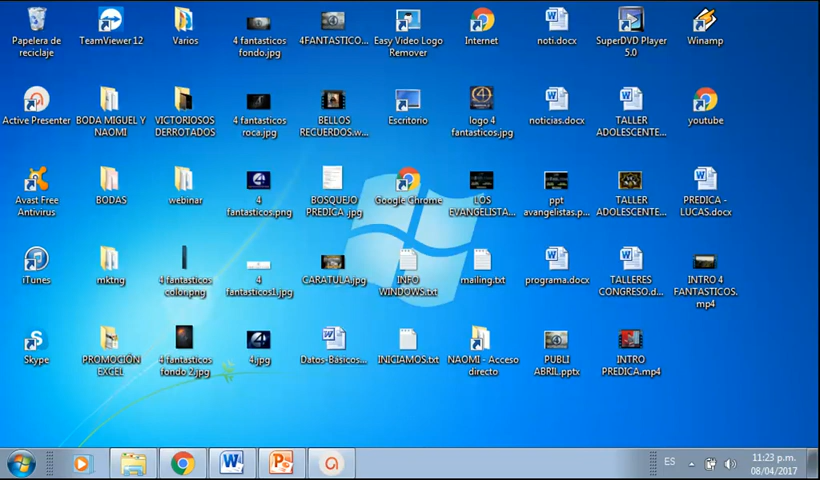 Papelera de
reciclaje
TeamViewer 12
Varios
4 fantasticos
fondo.jpg
4FANTASTICO...
Easy Video Logo
Remover
Internet
noti.docx
SuperDVD Player
5.0
Winamp
Active Presenter
BODA MIGUEL Y
NAOMI
VICTORIOSOS
DERROTADOS
4 fantasticos
roca.jpg
BELLOS
RECUERDOS.w...
Escritorio
logo 4
fantasticos.jpg
noticias.docx
TALLER
ADOLESCENTE...
youtube
Avast Free
Antivirus
BODAS
webinar
4
fantasticos.png
BOSQUEJO
PREDICA .jpg
Google Chrome
LOS
EVANGELISTA...
ppt
avangelistas.p...
TALLER
ADOLESCENTE...
PREDICA -
LUCAS.docx
iTunes
mktng
4 fantasticos
color.png
4
fantasticos1.jpg
CARATULA.jpg
INFO
WINDOWS.txt
mailing.txt
programa.docx
TALLERES
CONGRESO.d...
INTRO 4
FANTASTICOS.
mp4
Skype
PROMOCIÓN
EXCEL
4 fantasticos
fondo 2.jpg
4.jpg
Datos-Basicos...
INICIAMOS.txt
NAOMI - Acceso
directo
PUBLI
ABRIL.pptx
INTRO
PREDICA.mp4
ES
11:23 p.m.
08/04/2017